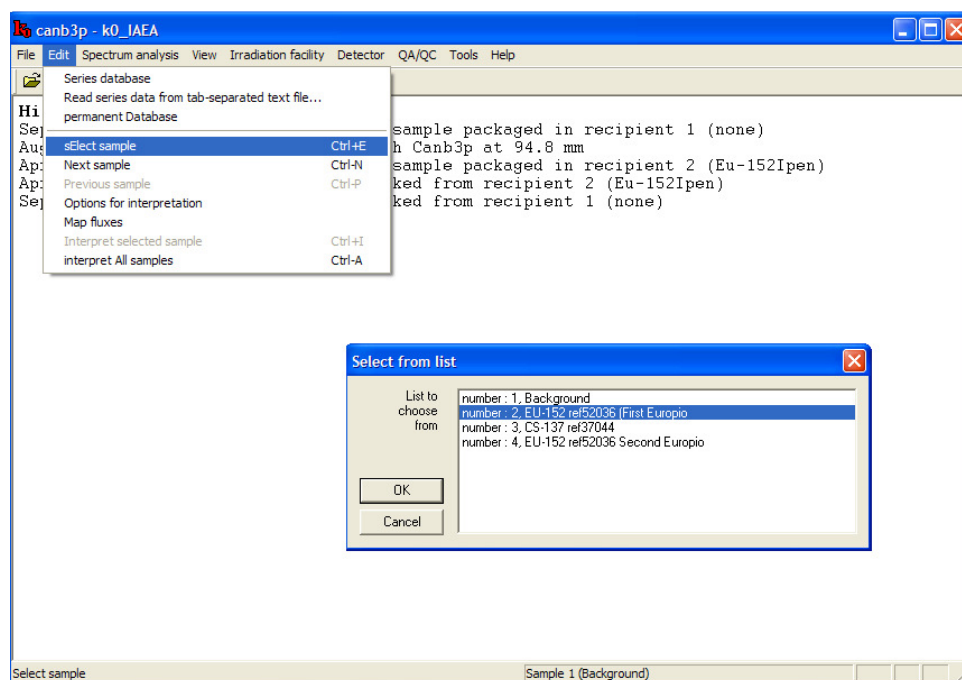 canb3p - k0_IAEA
File Edit Spectrum analysis View Irradiation facility Detector QA/QC Tools Help
Series database
Read series data from tab-separated text file...
permanent Database
Hi
Sep
sElect sample Ctrl+E
sample packaged in recipient 1 (none)
Aug
h Canb3p at 94.8 mm
Next sample Ctrl-N
Apr
sample packaged in recipient 2 (Eu-152Ipen)
Previous sample Ctrl-P
Ap
ked from recipient 2 (Eu-152Ipen)
Options for interpretation
Sep
ked from recipient 1 (none)
Map fluxes
Interpret selected sample Ctrl+I
interpret All samples Ctrl-A
Select from list
List to
choose
from
number : 1, Background
number : 2, EU-152 ref52036 (First Europio
number : 3, CS-137 ref37044
number : 4, EU-152 ref52036 Second Europio
OK
Cancel
Select sample
Sample 1 (Background)